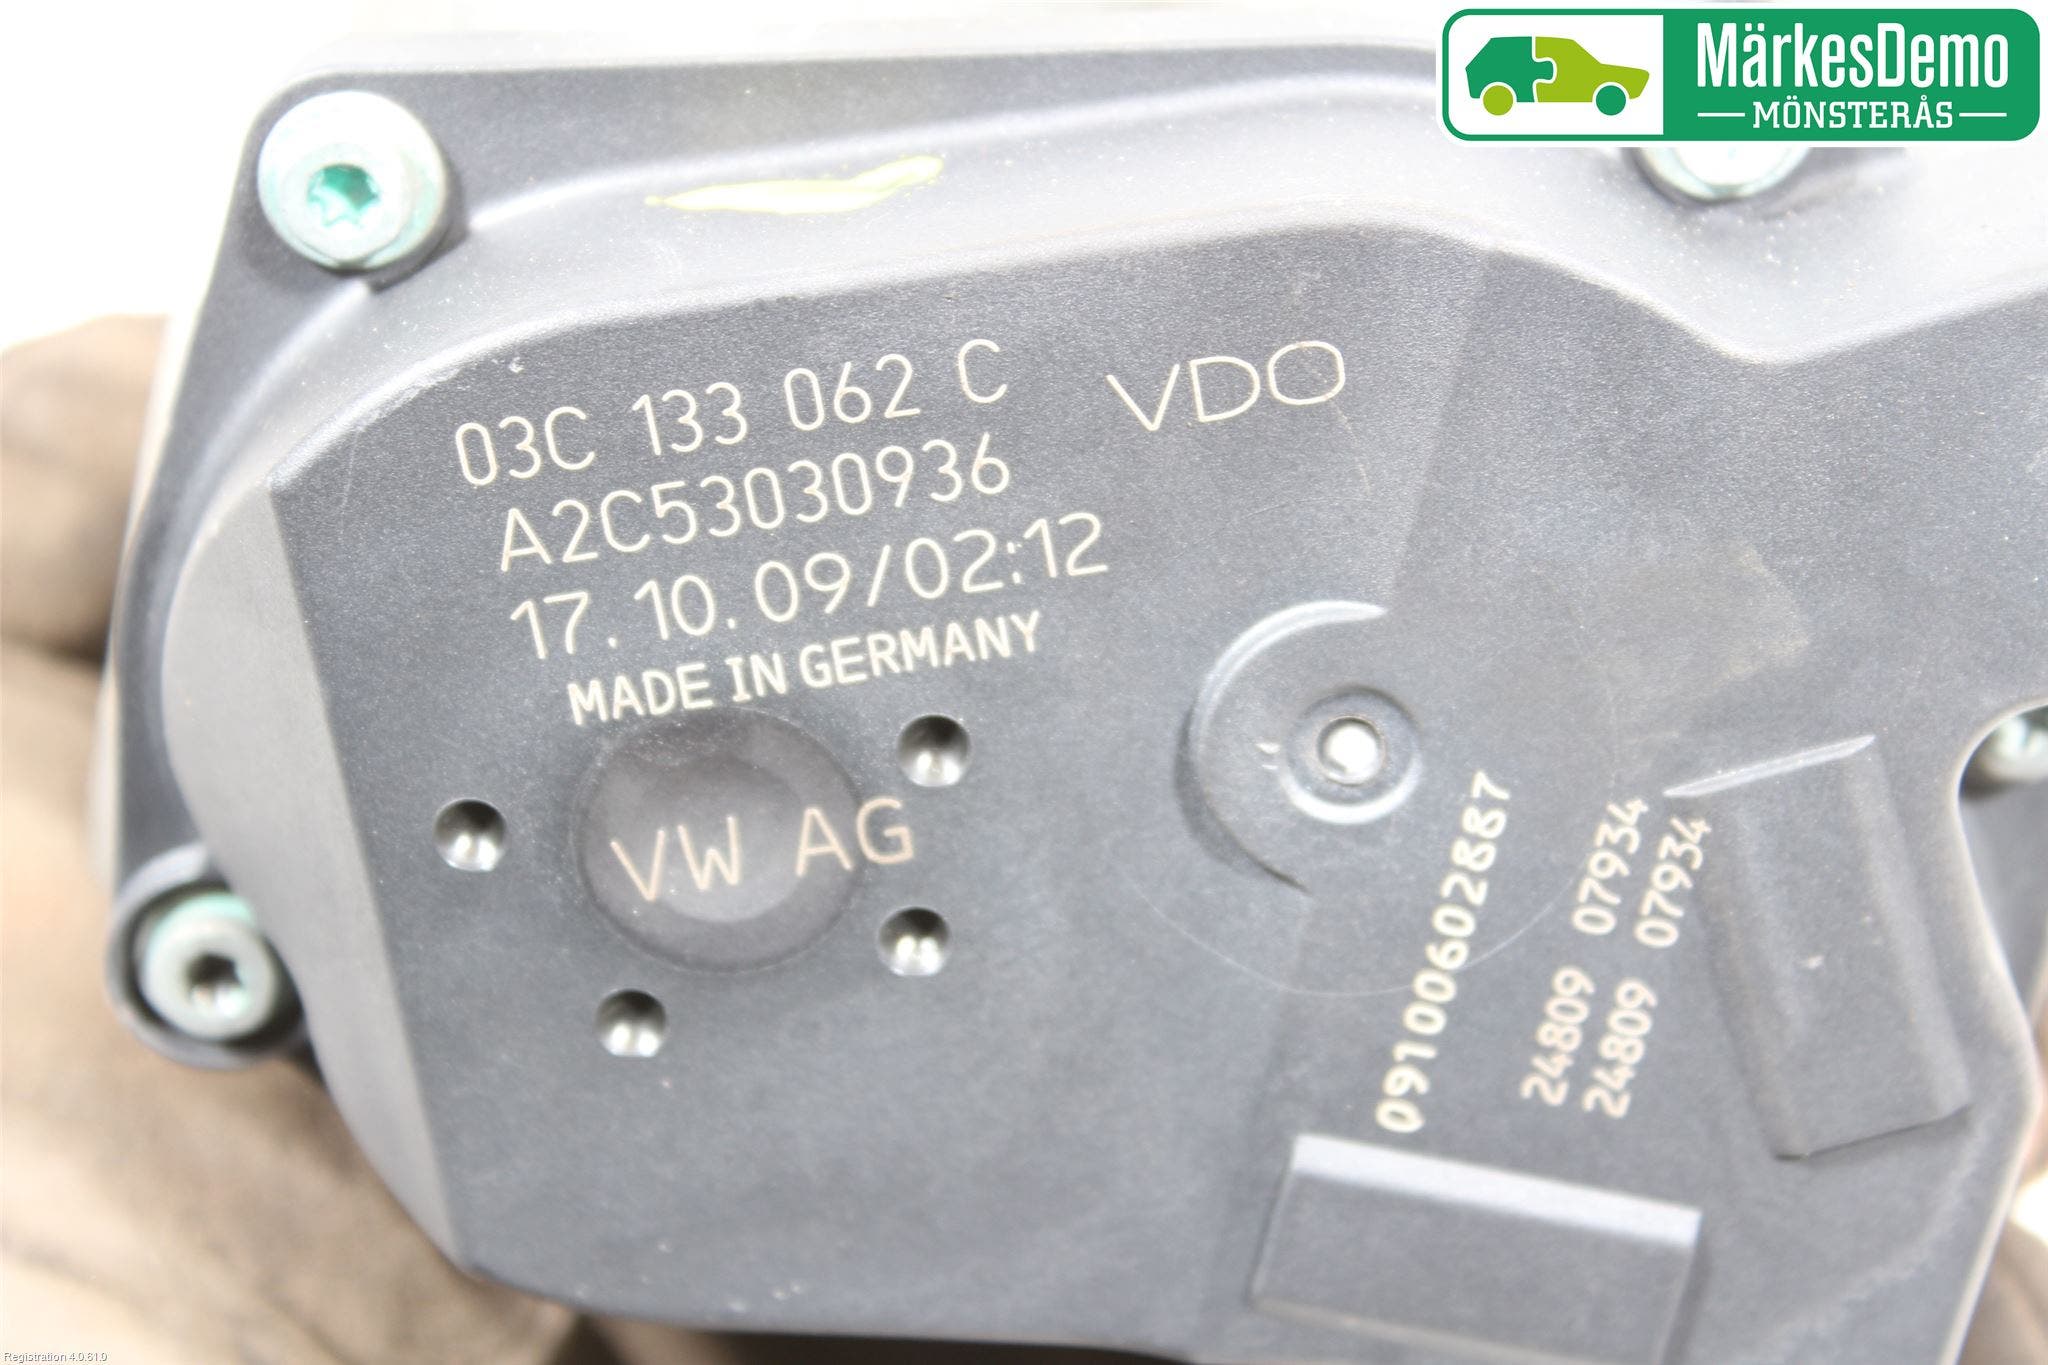 MärkesDemo
MÖNSTERÅS
03C 133 062 C
VDO
A2C53030936
17.10.09/02:12
MADE IN GERMANY
VW AG
09100602887
24809 07934
24809 07934
Registration 4.0.61.0